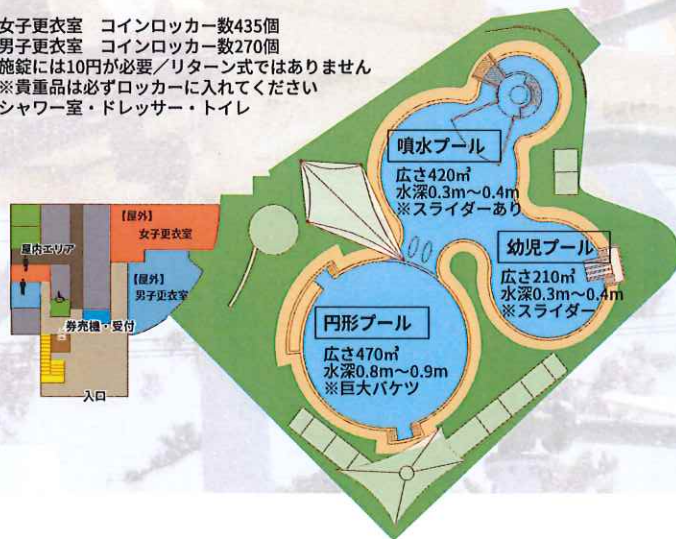 女子更衣室　コインロッカー数435個
男子更衣室　コインロッカー数270個
施錠には10円が必要／リターン式ではありません
※貴重品は必ずロッカーに入れてください
シャワー室・ドレッサー・トイレ
噴水プール
広さ420㎡
水深0.3m～0.4m
※スライダーあり
幼児プール
広さ210㎡
水深0.3m～0.4m
※スライダー
円形プール
広さ470㎡
水深0.8m～0.9m
※巨大バケツ
【屋外】
女子更衣室
屋内エリア
【屋外】
男子更衣室
券売機・受付
入口